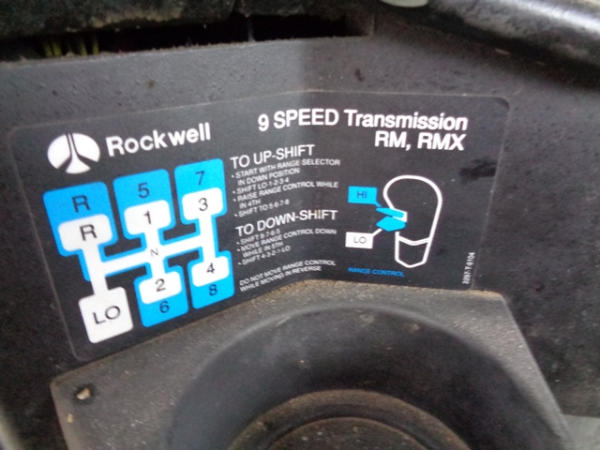 Rockwell
9 SPEED Transmission
RM, RMX
R 5 7
R 1 3
N
LO 2 4
6 8
TO UP-SHIFT
• START WITH RANGE SELECTOR
IN DOWN POSITION
• SHIFT LO-1-2-3-4
• RAISE RANGE CONTROL WHILE
IN 4TH
• SHIFT TO 5-6-7-8
TO DOWN-SHIFT
• SHIFT 8-7-6-5
• MOVE RANGE CONTROL DOWN
WHILE IN 5TH
• SHIFT 4-3-2-1-LO
DO NOT MOVE RANGE CONTROL
WHILE MOVING IN REVERSE
HI
LO
RANGE CONTROL